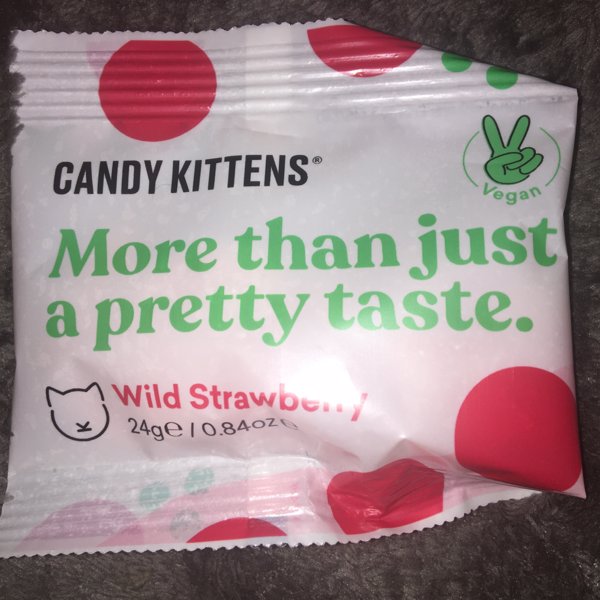 CANDY KITTENS®
Vegan
More than just
a pretty taste.
Wild Strawberry
24g℮ / 0.84oz ℮